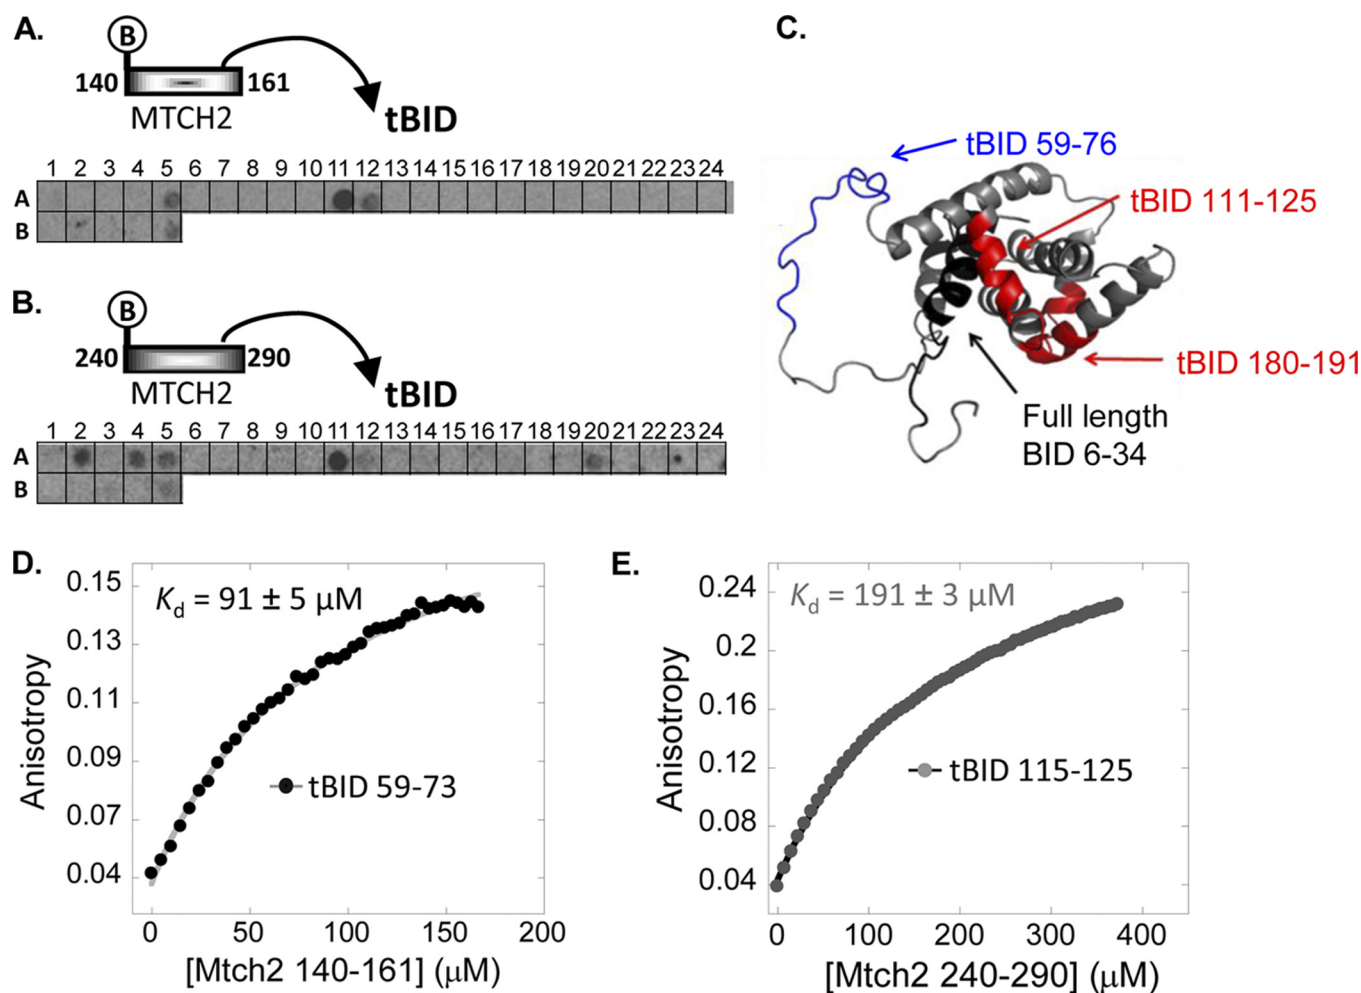 A.
B
140
161
MTCH2
tBID
1 2 3 4 5 6 7 8 9 10 11 12 13 14 15 16 17 18 19 20 21 22 23 24
A
B
B.
B
240
290
MTCH2
tBID
1 2 3 4 5 6 7 8 9 10 11 12 13 14 15 16 17 18 19 20 21 22 23 24
A
B
C.
tBID 59-76
tBID 111-125
tBID 180-191
Full length
BID 6-34
D.
Kd = 91 ± 5 µM
Anisotropy
0.15
0.13
0.11
0.09
0.07
0.04
tBID 59-73
0 50 100 150 200
[Mtch2 140-161] (µM)
E.
Kd = 191 ± 3 µM
Anisotropy
0.24
0.2
0.16
0.12
0.08
0.04
tBID 115-125
0 100 200 300 400
[Mtch2 240-290] (µM)